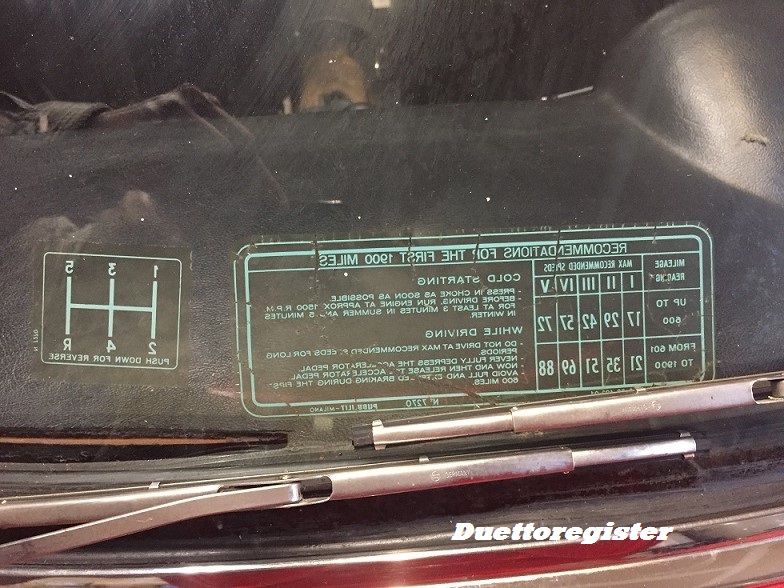 RECOMMENDATIONS FOR THE FIRST 1900 MILES
MILEAGE READING
MAX RECOMMENDED SPEEDS
I II III IV V
UP TO 600
17 29 42 57 72
FROM 601 TO 1900
21 35 51 69 88
COLD STARTING
- PRESS IN CHOKE AS SOON AS POSSIBLE.
- BEFORE DRIVING, RUN ENGINE AT APPROX 1500 R.P.M.
FOR AT LEAST 3 MINUTES IN SUMMER AND 5 MINUTES
IN WINTER
WHILE DRIVING
- DO NOT DRIVE AT MAX RECOMMENDED SPEEDS FOR LONG
PERIODS.
- NEVER FULLY DEPRESS THE ACCELERATOR PEDAL
- NOW AND THEN RELEASE THE ACCELERATOR PEDAL
- AVOID FULL AND BRAKING DURING THE
600 MILES.
N° 7270
MILANO
1 3 5
2 4 R
PUSH DOWN FOR REVERSE
Duettoregister